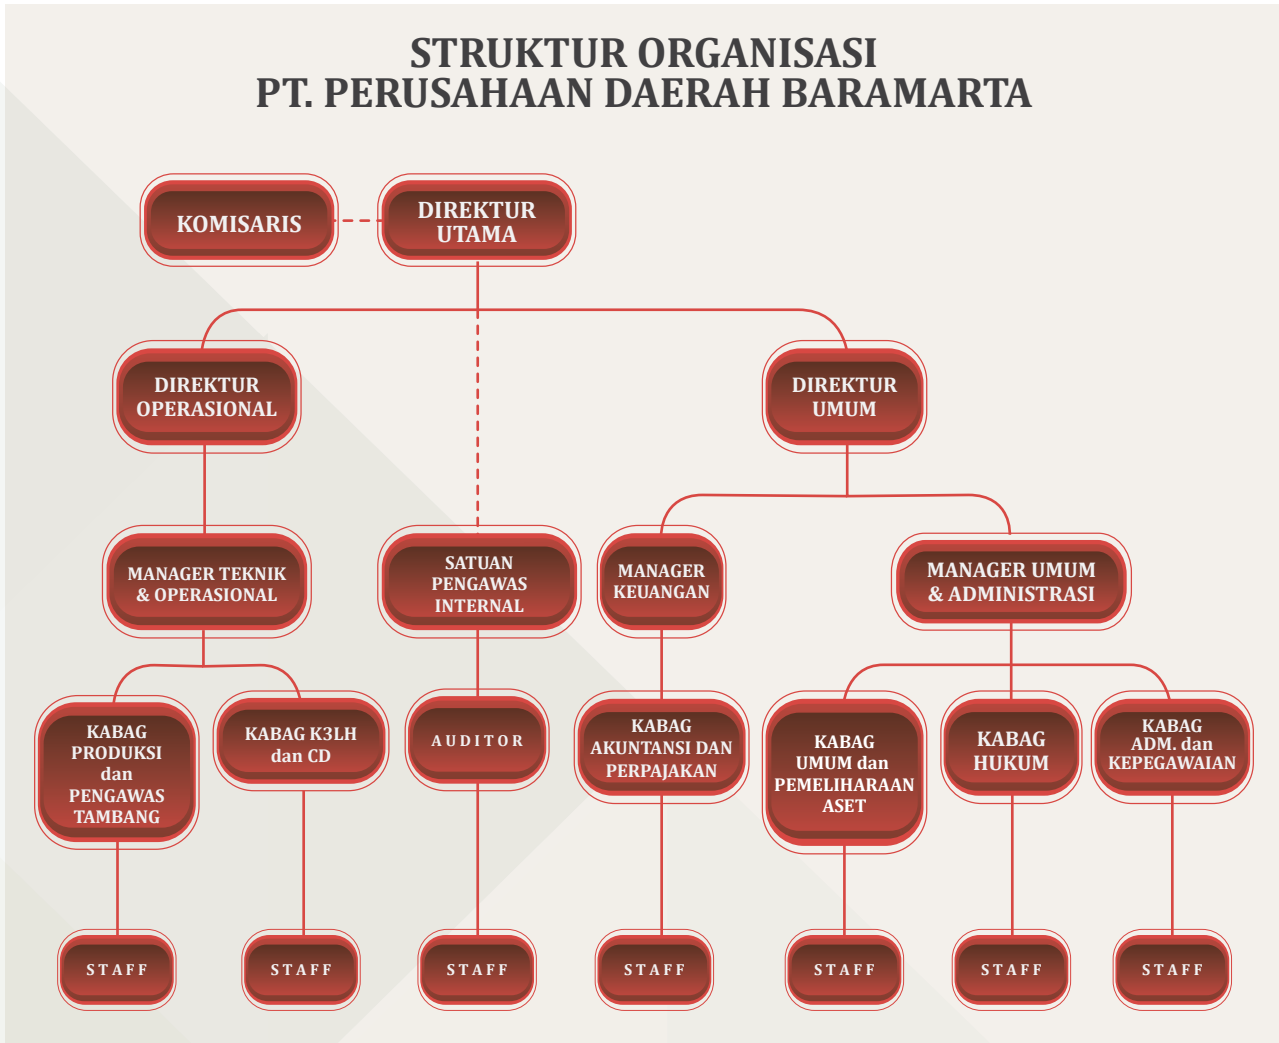 STRUKTUR ORGANISASI
PT. PERUSAHAAN DAERAH BARAMARTA
KOMISARIS
DIREKTUR
UTAMA
DIREKTUR
OPERASIONAL
DIREKTUR
UMUM
MANAGER TEKNIK
& OPERASIONAL
SATUAN
PENGAWAS
INTERNAL
MANAGER
KEUANGAN
MANAGER UMUM
& ADMINISTRASI
KABAG
PRODUKSI
dan
PENGAWAS
TAMBANG
KABAG K3LH
dan CD
AUDITOR
KABAG
AKUNTANSI DAN
PERPAJAKAN
KABAG
UMUM dan
PEMELIHARAAN
ASET
KABAG
HUKUM
KABAG
ADM. dan
KEPEGAWAIAN
STAFF
STAFF
STAFF
STAFF
STAFF
STAFF
STAFF